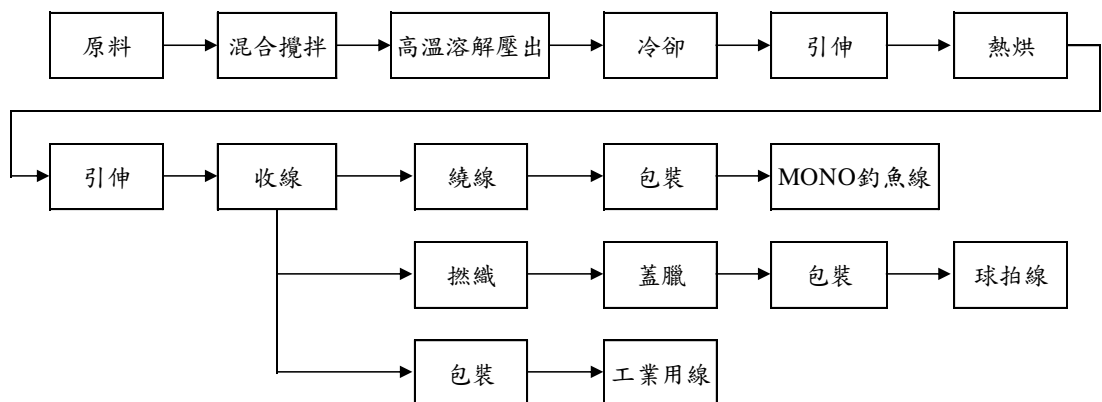 原料
混合攪拌
高溫溶解壓出
冷卻
引伸
熱烘
引伸
收線
繞線
包裝
MONO釣魚線
撚織
蓋臘
包裝
球拍線
包裝
工業用線